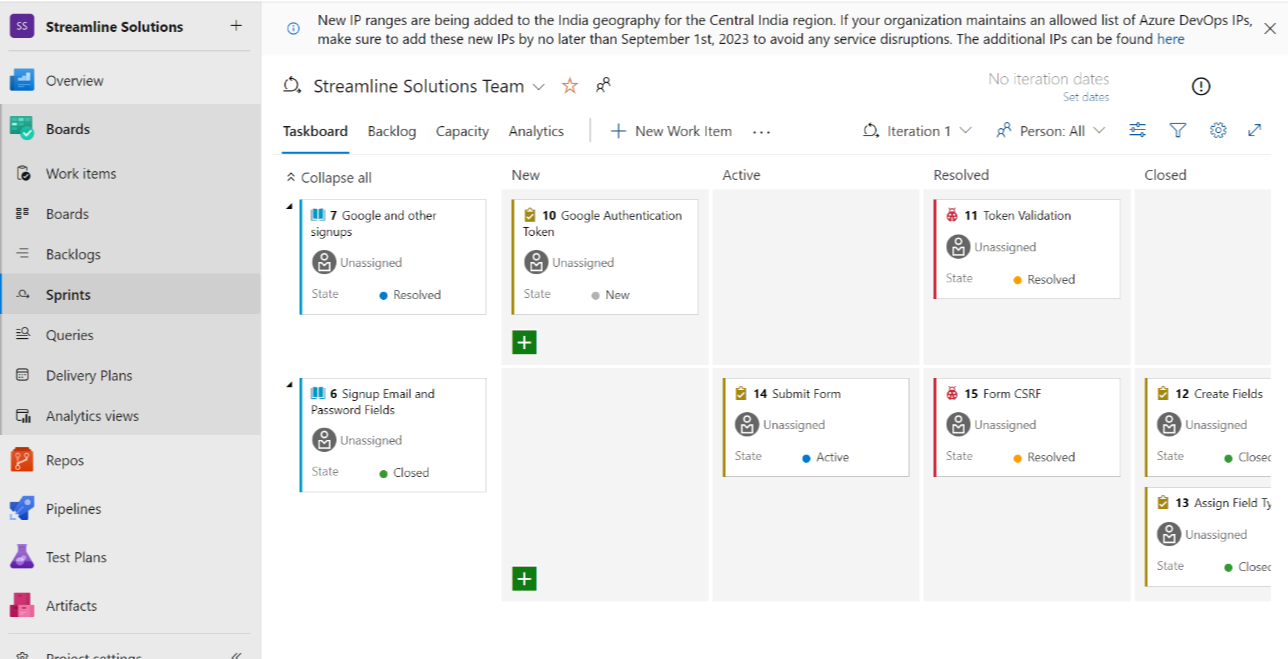 SS Streamline Solutions +
Overview
Boards
Work items
Boards
Backlogs
Sprints
Queries
Delivery Plans
Analytics views
Repos
Pipelines
Test Plans
Artifacts
Project settings
New IP ranges are being added to the India geography for the Central India region. If your organization maintains an allowed list of Azure DevOps IPs,
make sure to add these new IPs by no later than September 1st, 2023 to avoid any service disruptions. The additional IPs can be found here
Streamline Solutions Team
No iteration dates
Set dates
Taskboard Backlog Capacity Analytics + New Work Item ...
Iteration 1 Person: All
Collapse all New Active Resolved Closed
7 Google and other
signups
Unassigned
State Resolved
10 Google Authentication
Token
Unassigned
State New
11 Token Validation
Unassigned
State Resolved
6 Signup Email and
Password Fields
Unassigned
State Closed
14 Submit Form
Unassigned
State Active
15 Form CSRF
Unassigned
State Resolved
12 Create Fields
Unassigned
State Closed
13 Assign Field Ty
Unassigned
State Closed